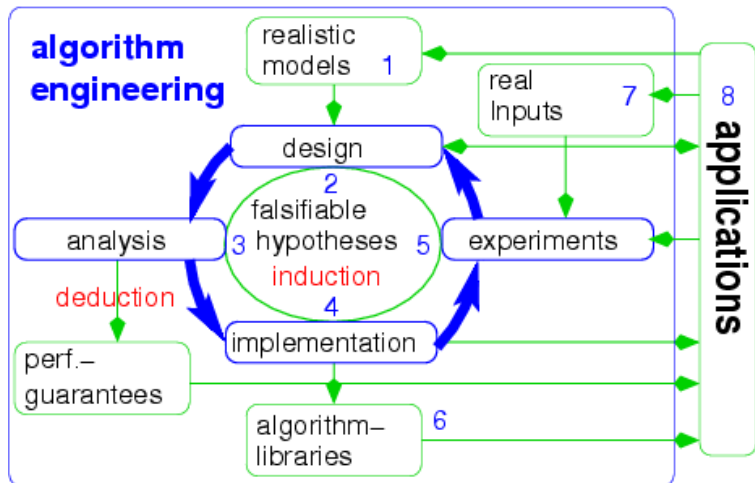 algorithm
engineering
realistic
models 1
real
Inputs 7
8
applications
design
2
falsifiable
hypotheses
induction
analysis
3
5
experiments
deduction
4
implementation
perf.–
guarantees
algorithm–
libraries
6